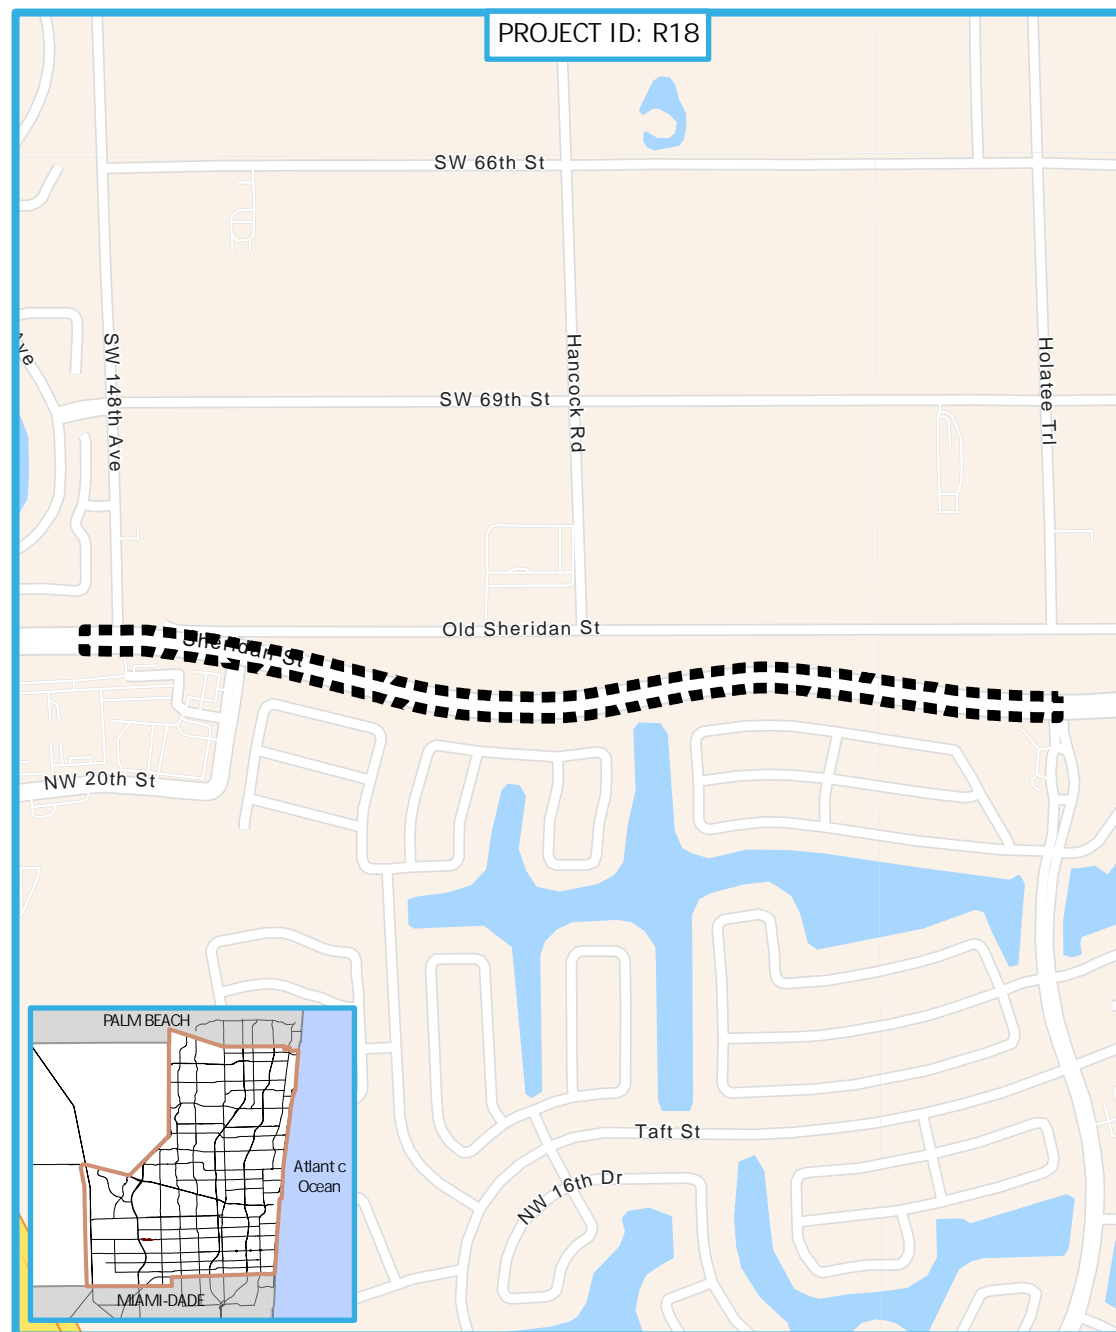 PROJECT ID: R18
SW 66th St
SW 148th Ave
Hancock Rd
Holatee Trl
Ave
SW 69th St
Old Sheridan St
Sheridan St
NW 20th St
PALM BEACH
Taft St
Atlant c
Ocean
NW 16th Dr
MIAMI-DADE